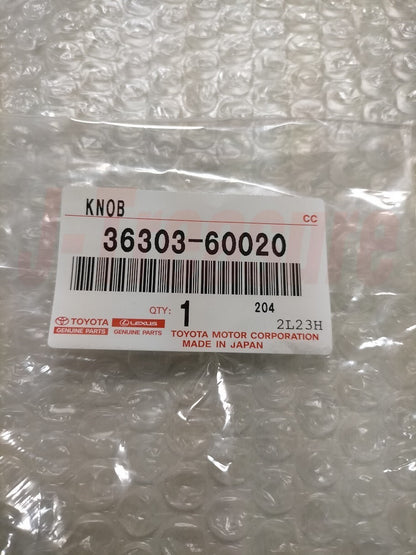 KNOB
CC
36303-60020
QTY: 1 204
2L23H
TOYOTA LEXUS TOYOTA MOTOR CORPORATION
GENUINE PARTS GENUINE PARTS MADE IN JAPAN